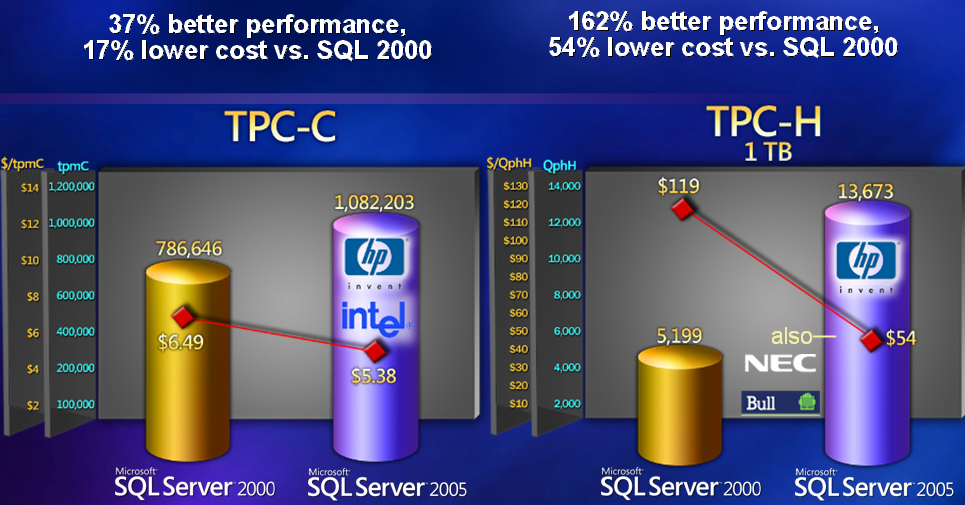 37% better performance,
17% lower cost vs. SQL 2000
162% better performance,
54% lower cost vs. SQL 2000
TPC-C
$/tpmC tpmC
$14 1,200,000
$12 1,000,000
$10 800,000
$8 600,000
$6 400,000
$4 200,000
$2 100,000
786,646
$6.49
1,082,203
hp
invent
intel
$5.38
Microsoft
SQL Server 2000
Microsoft
SQL Server 2005
TPC-H
1 TB
$/QphH QphH
$130 14,000
$120
$110 12,000
$100
$90 10,000
$80
$70 8,000
$60
$50 6,000
$40
$30 4,000
$20
$10 2,000
$119
5,199
13,673
hp
invent
also
$54
NEC
Bull
Microsoft
SQL Server 2000
Microsoft
SQL Server 2005